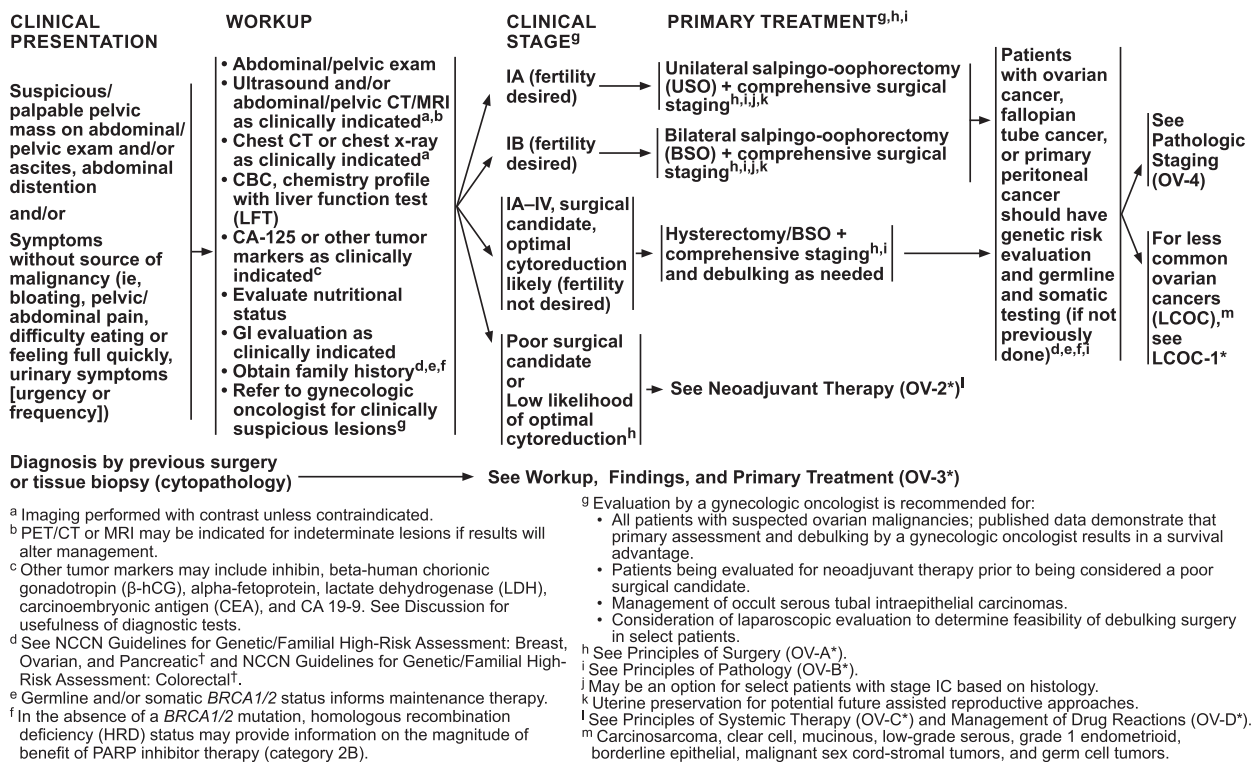 CLINICAL
PRESENTATION
Suspicious/
palpable pelvic
mass on abdominal/
pelvic exam and/or
ascites, abdominal
distention
and/or
Symptoms
without source of
malignancy (ie,
bloating, pelvic/
abdominal pain,
difficulty eating or
feeling full quickly,
urinary symptoms
[urgency or
frequency])
WORKUP
• Abdominal/pelvic exam
• Ultrasound and/or
abdominal/pelvic CT/MRI
as clinically indicated^a,b
• Chest CT or chest x-ray
as clinically indicated^a
• CBC, chemistry profile
with liver function test
(LFT)
• CA-125 or other tumor
markers as clinically
indicated^c
• Evaluate nutritional
status
• GI evaluation as
clinically indicated
• Obtain family history^d,e,f
• Refer to gynecologic
oncologist for clinically
suspicious lesions^g
CLINICAL
STAGE^g
IA (fertility
desired)
IB (fertility
desired)
IA–IV, surgical
candidate,
optimal
cytoreduction
likely (fertility
not desired)
Poor surgical
candidate
or
Low likelihood
of optimal
cytoreduction^h
PRIMARY TREATMENT^g,h,i
Unilateral salpingo-oophorectomy
(USO) + comprehensive surgical
staging^h,i,j,k
Bilateral salpingo-oophorectomy
(BSO) + comprehensive surgical
staging^h,i,j,k
Hysterectomy/BSO +
comprehensive staging^h,i
and debulking as needed
See Neoadjuvant Therapy (OV-2*)^l
Patients
with ovarian
cancer,
fallopian
tube cancer,
or primary
peritoneal
cancer
should have
genetic risk
evaluation
and germline
and somatic
testing (if not
previously
done)^d,e,f,i
See
Pathologic
Staging
(OV-4)
For less
common
ovarian
cancers
(LCOC),^m
see
LCOC-1*
Diagnosis by previous surgery
or tissue biopsy (cytopathology)
See Workup, Findings, and Primary Treatment (OV-3*)
^a Imaging performed with contrast unless contraindicated.
^b PET/CT or MRI may be indicated for indeterminate lesions if results will
alter management.
^c Other tumor markers may include inhibin, beta-human chorionic
gonadotropin (β-hCG), alpha-fetoprotein, lactate dehydrogenase (LDH),
carcinoembryonic antigen (CEA), and CA 19-9. See Discussion for
usefulness of diagnostic tests.
^d See NCCN Guidelines for Genetic/Familial High-Risk Assessment: Breast,
Ovarian, and Pancreatic† and NCCN Guidelines for Genetic/Familial High-
Risk Assessment: Colorectal†.
^e Germline and/or somatic BRCA1/2 status informs maintenance therapy.
^f In the absence of a BRCA1/2 mutation, homologous recombination
deficiency (HRD) status may provide information on the magnitude of
benefit of PARP inhibitor therapy (category 2B).
^g Evaluation by a gynecologic oncologist is recommended for:
• All patients with suspected ovarian malignancies; published data demonstrate that
primary assessment and debulking by a gynecologic oncologist results in a survival
advantage.
• Patients being evaluated for neoadjuvant therapy prior to being considered a poor
surgical candidate.
• Management of occult serous tubal intraepithelial carcinomas.
• Consideration of laparoscopic evaluation to determine feasibility of debulking surgery
in select patients.
^h See Principles of Surgery (OV-A*).
^i See Principles of Pathology (OV-B*).
^j May be an option for select patients with stage IC based on histology.
^k Uterine preservation for potential future assisted reproductive approaches.
^l See Principles of Systemic Therapy (OV-C*) and Management of Drug Reactions (OV-D*).
^m Carcinosarcoma, clear cell, mucinous, low-grade serous, grade 1 endometrioid,
borderline epithelial, malignant sex cord-stromal tumors, and germ cell tumors.